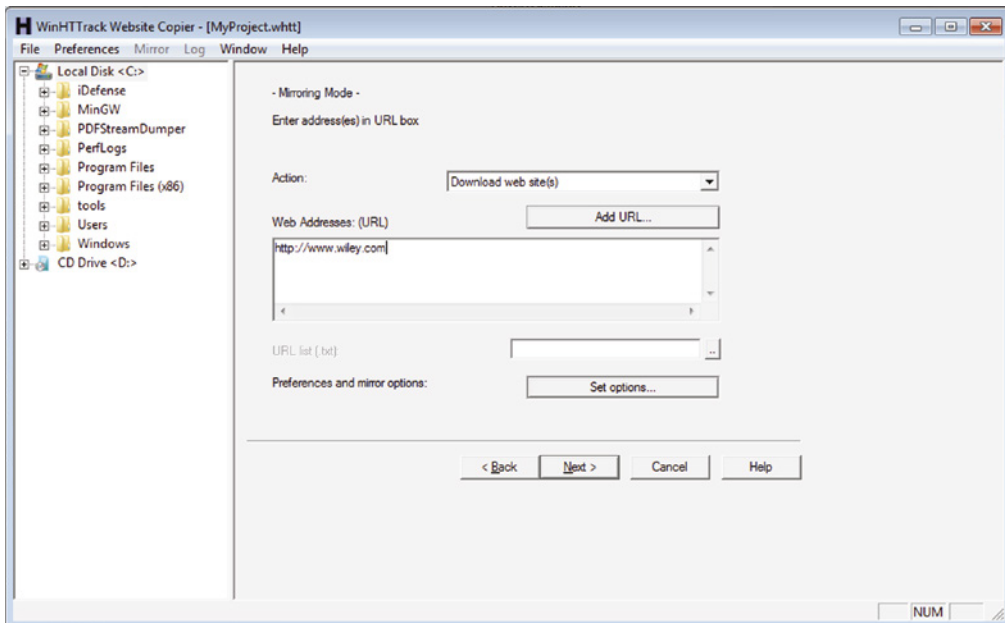 WinHTTrack Website Copier - [MyProject.whtt]
File Preferences Mirror Log Window Help
Local Disk <C:>
iDefense
MinGW
PDFStreamDumper
PerfLogs
Program Files
Program Files (x86)
tools
Users
Windows
CD Drive <D:>
- Mirroring Mode -
Enter address(es) in URL box
Action:
Download web site(s)
Web Addresses: (URL)
Add URL...
http://www.wiley.com
URL list (.txt)
..
Preferences and mirror options:
Set options...
< Back
Next >
Cancel
Help
NUM